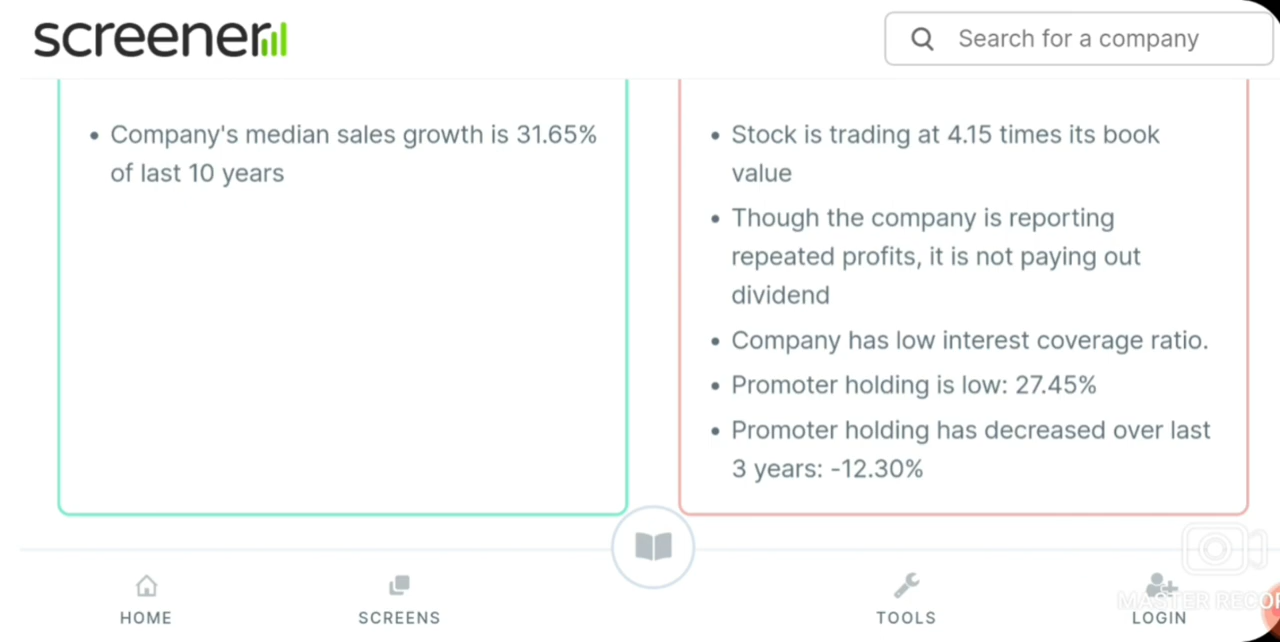 screener
Search for a company
• Company's median sales growth is 31.65%
of last 10 years
• Stock is trading at 4.15 times its book
value
• Though the company is reporting
repeated profits, it is not paying out
dividend
• Company has low interest coverage ratio.
• Promoter holding is low: 27.45%
• Promoter holding has decreased over last
3 years: -12.30%
HOME
SCREENS
TOOLS
LOGIN
MASTER RECOR